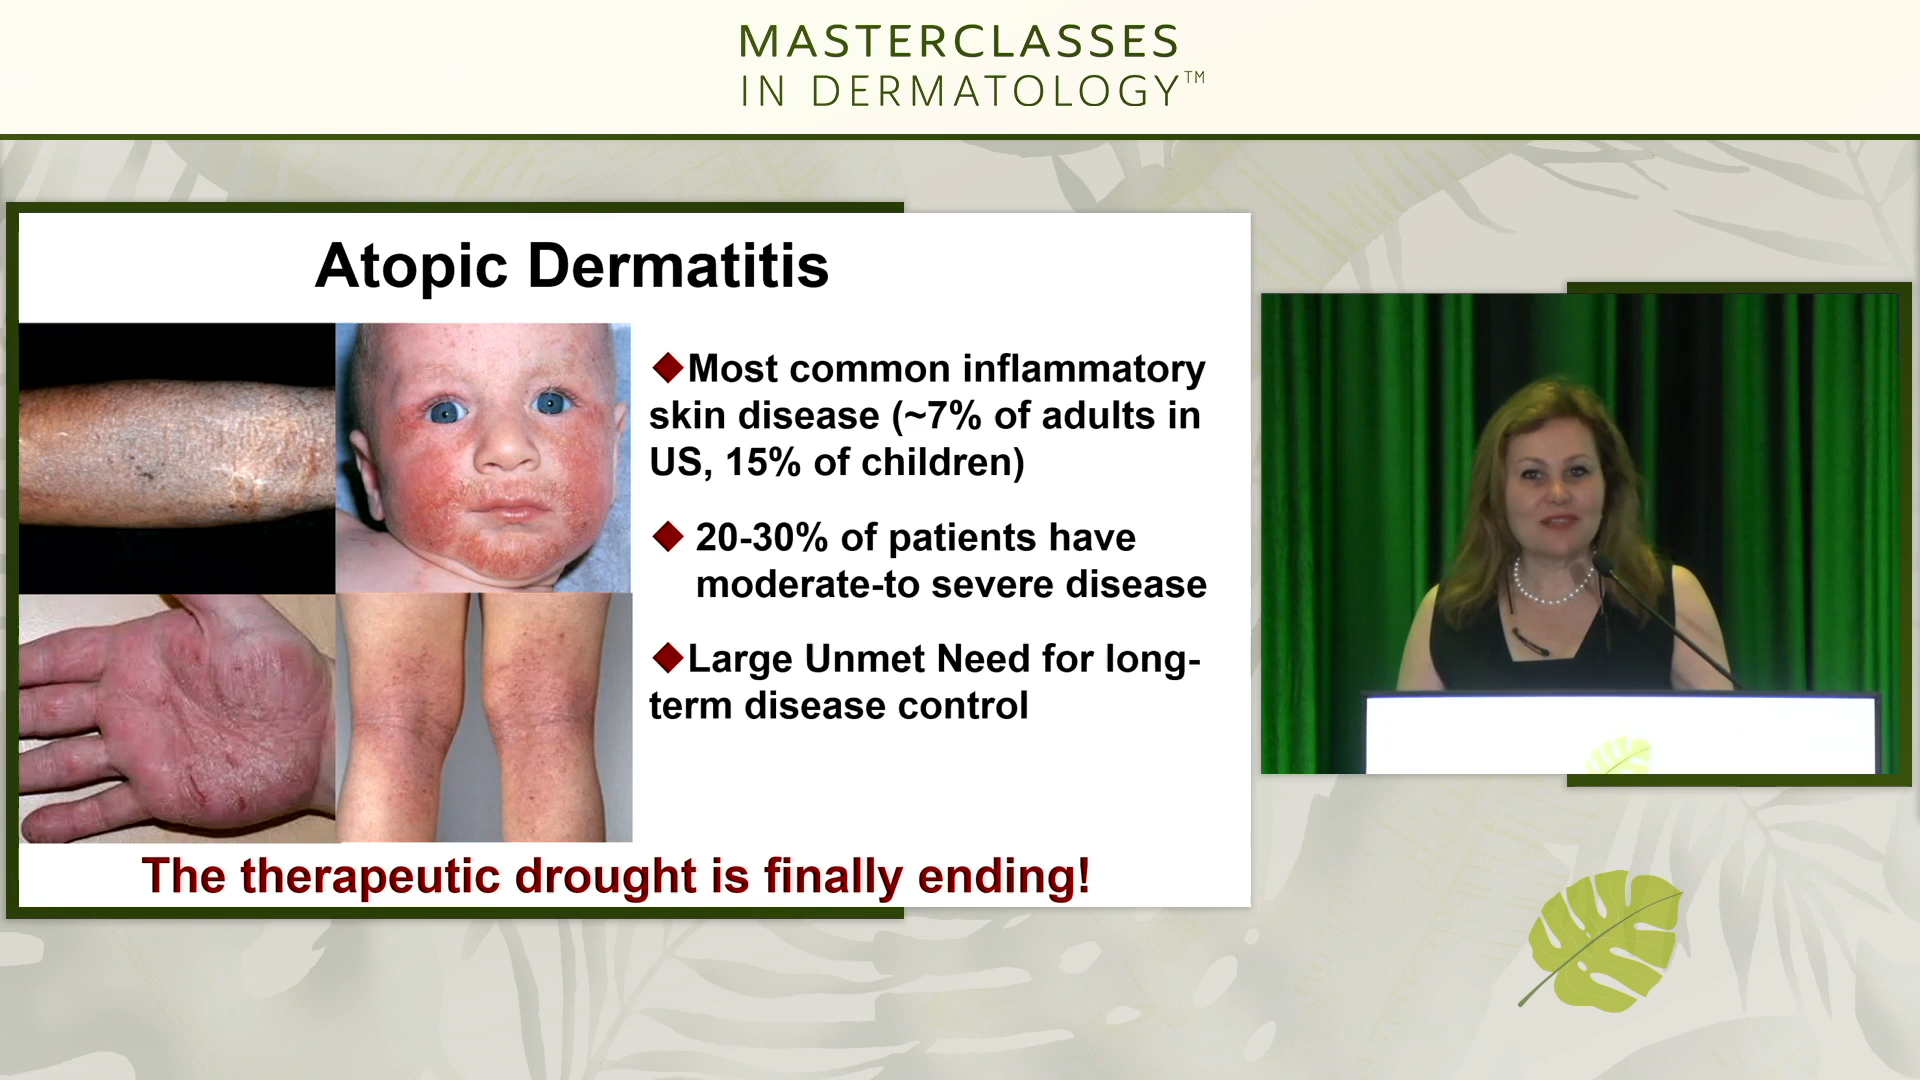 MASTERCLASSES
IN DERMATOLOGY™
Atopic Dermatitis
◆Most common inflammatory
skin disease (~7% of adults in
US, 15% of children)
◆ 20-30% of patients have
moderate-to severe disease
◆Large Unmet Need for long-
term disease control
The therapeutic drought is finally ending!